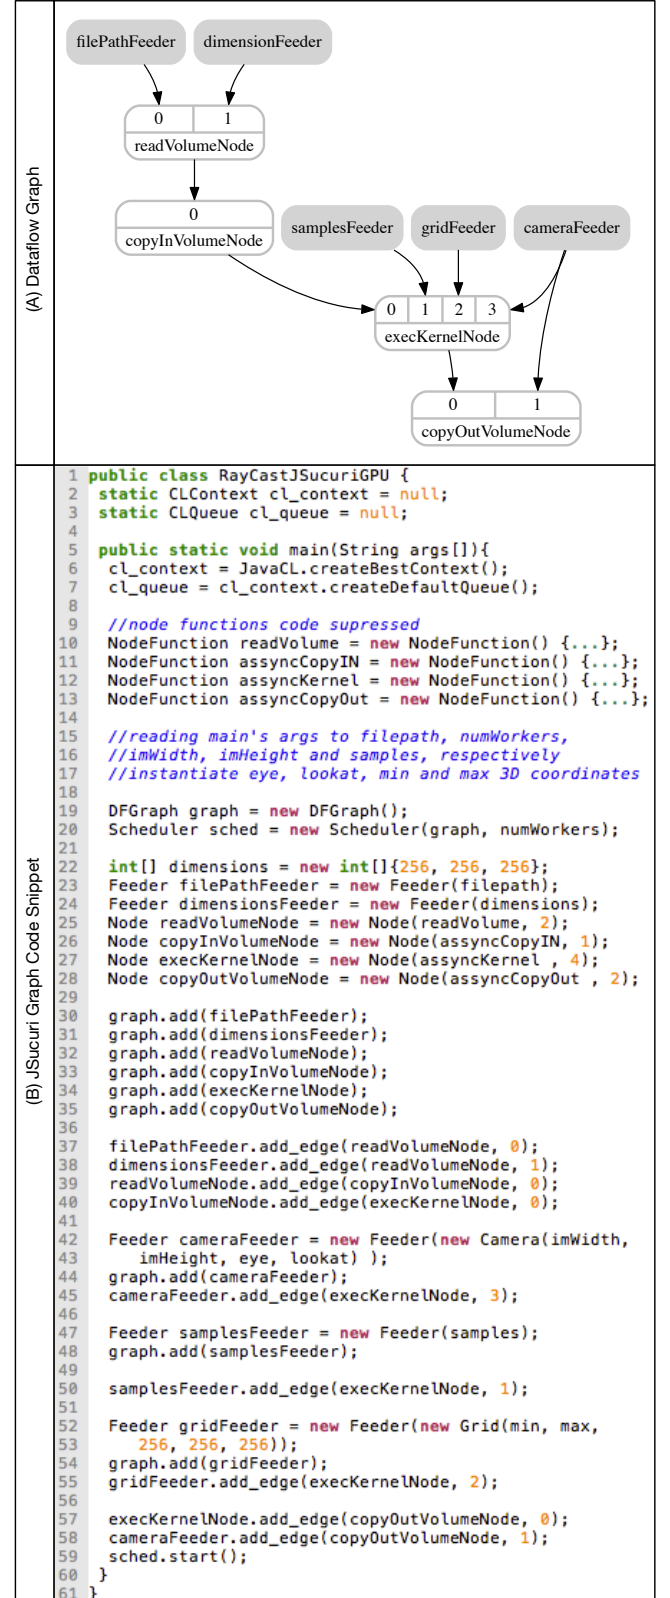 (A) Dataflow Graph
filePathFeeder
dimensionFeeder
0 1
readVolumeNode
0
copyInVolumeNode
samplesFeeder
gridFeeder
cameraFeeder
0 1 2 3
execKernelNode
0 1
copyOutVolumeNode
(B) JSucuri Graph Code Snippet
1 public class RayCastJSucuriGPU {
2 static CLContext cl_context = null;
3 static CLQueue cl_queue = null;
4
5 public static void main(String args[]){
6 cl_context = JavaCL.createBestContext();
7 cl_queue = cl_context.createDefaultQueue();
8
9 //node functions code supressed
10 NodeFunction readVolume = new NodeFunction() {...};
11 NodeFunction assyncCopyIN = new NodeFunction() {...};
12 NodeFunction assyncKernel = new NodeFunction() {...};
13 NodeFunction assyncCopyOut = new NodeFunction() {...};
14
15 //reading main's args to filepath, numWorkers,
16 //imWidth, imHeight and samples, respectively
17 //instantiate eye, lookat, min and max 3D coordinates
18
19 DFGraph graph = new DFGraph();
20 Scheduler sched = new Scheduler(graph, numWorkers);
21
22 int[] dimensions = new int[]{256, 256, 256};
23 Feeder filePathFeeder = new Feeder(filepath);
24 Feeder dimensionsFeeder = new Feeder(dimensions);
25 Node readVolumeNode = new Node(readVolume, 2);
26 Node copyInVolumeNode = new Node(assyncCopyIN, 1);
27 Node execKernelNode = new Node(assyncKernel , 4);
28 Node copyOutVolumeNode = new Node(assyncCopyOut , 2);
29
30 graph.add(filePathFeeder);
31 graph.add(dimensionsFeeder);
32 graph.add(readVolumeNode);
33 graph.add(copyInVolumeNode);
34 graph.add(execKernelNode);
35 graph.add(copyOutVolumeNode);
36
37 filePathFeeder.add_edge(readVolumeNode, 0);
38 dimensionsFeeder.add_edge(readVolumeNode, 1);
39 readVolumeNode.add_edge(copyInVolumeNode, 0);
40 copyInVolumeNode.add_edge(execKernelNode, 0);
41
42 Feeder cameraFeeder = new Feeder(new Camera(imWidth,
43 imHeight, eye, lookat) );
44 graph.add(cameraFeeder);
45 cameraFeeder.add_edge(execKernelNode, 3);
46
47 Feeder samplesFeeder = new Feeder(samples);
48 graph.add(samplesFeeder);
49
50 samplesFeeder.add_edge(execKernelNode, 1);
51
52 Feeder gridFeeder = new Feeder(new Grid(min, max,
53 256, 256, 256));
54 graph.add(gridFeeder);
55 gridFeeder.add_edge(execKernelNode, 2);
56
57 execKernelNode.add_edge(copyOutVolumeNode, 0);
58 cameraFeeder.add_edge(copyOutVolumeNode, 1);
59 sched.start();
60 }
61 }